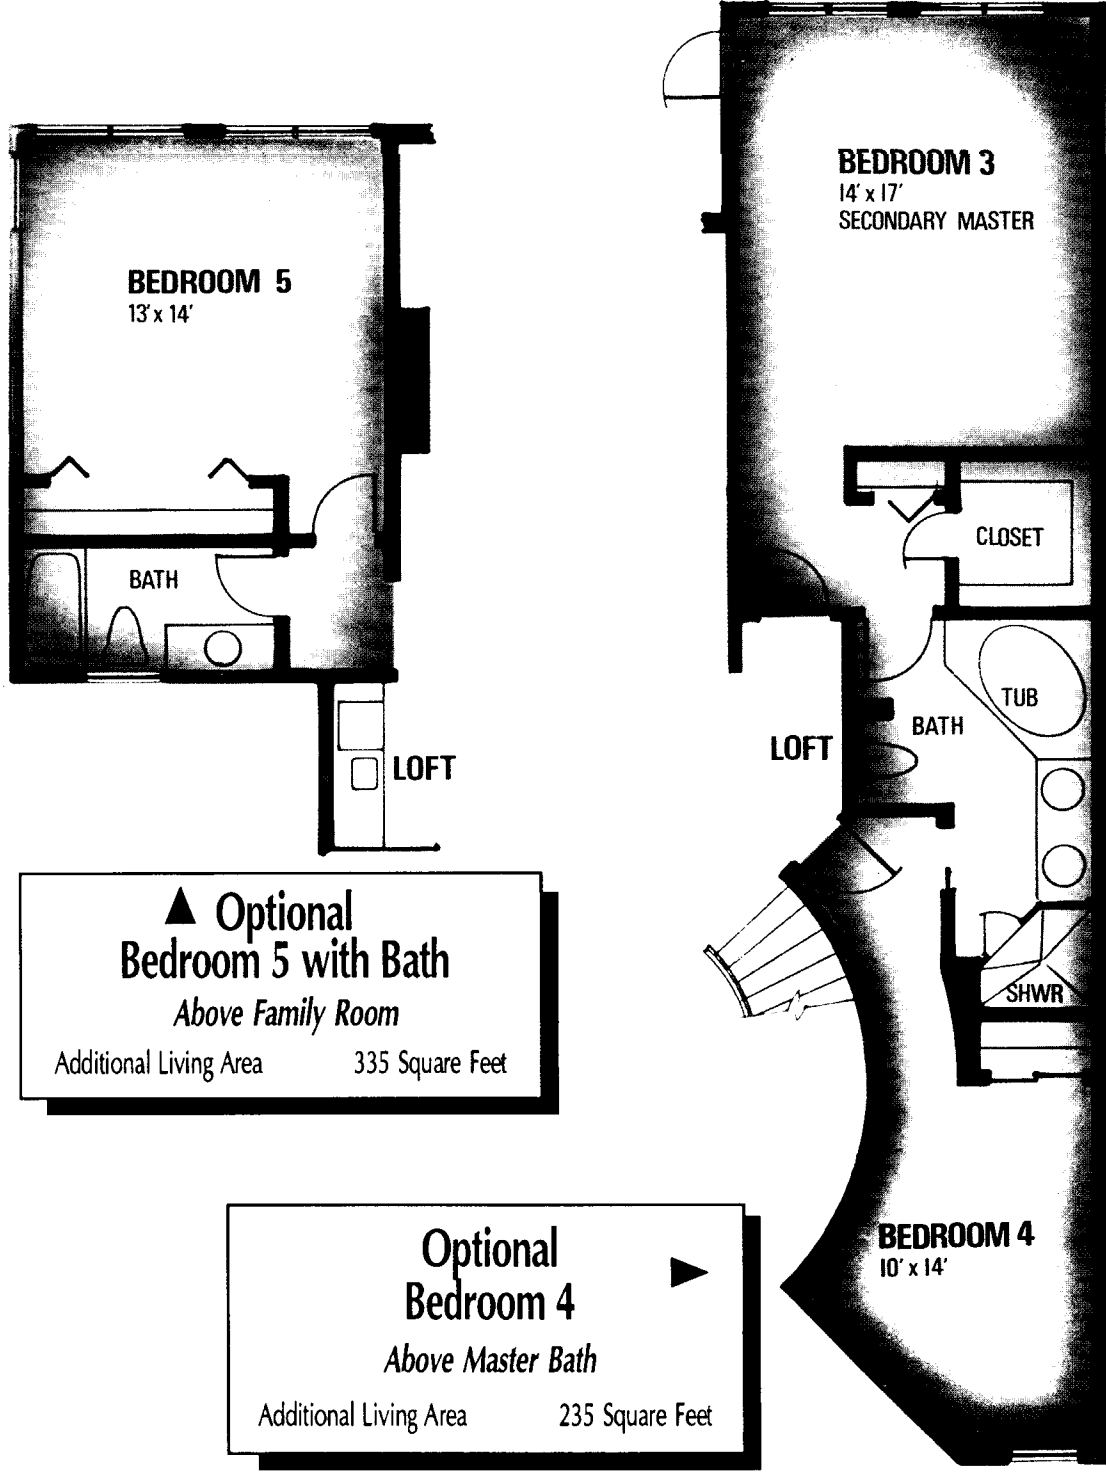 BEDROOM 3
14' x 17'
SECONDARY MASTER
BEDROOM 5
13' x 14'
CLOSET
BATH
TUB
BATH
LOFT
LOFT
SHWR
▲ Optional
Bedroom 5 with Bath
Above Family Room
Additional Living Area 335 Square Feet
BEDROOM 4
10' x 14'
Optional
Bedroom 4
Above Master Bath
Additional Living Area 235 Square Feet